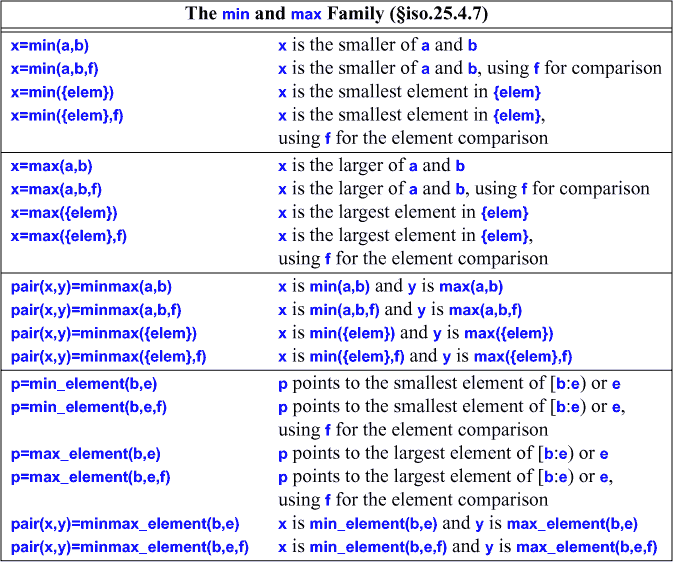 The min and max Family (§iso.25.4.7)
x=min(a,b) x is the smaller of a and b
x=min(a,b,f) x is the smaller of a and b, using f for comparison
x=min({elem}) x is the smallest element in {elem}
x=min({elem},f) x is the smallest element in {elem},
using f for the element comparison
x=max(a,b) x is the larger of a and b
x=max(a,b,f) x is the larger of a and b, using f for comparison
x=max({elem}) x is the largest element in {elem}
x=max({elem},f) x is the largest element in {elem},
using f for the element comparison
pair(x,y)=minmax(a,b) x is min(a,b) and y is max(a,b)
pair(x,y)=minmax(a,b,f) x is min(a,b,f) and y is max(a,b,f)
pair(x,y)=minmax({elem}) x is min({elem}) and y is max({elem})
pair(x,y)=minmax({elem},f) x is min({elem},f) and y is max({elem},f)
p=min_element(b,e) p points to the smallest element of [b:e) or e
p=min_element(b,e,f) p points to the smallest element of [b:e) or e,
using f for the element comparison
p=max_element(b,e) p points to the largest element of [b:e) or e
p=max_element(b,e,f) p points to the largest element of [b:e) or e,
using f for the element comparison
pair(x,y)=minmax_element(b,e) x is min_element(b,e) and y is max_element(b,e)
pair(x,y)=minmax_element(b,e,f) x is min_element(b,e,f) and y is max_element(b,e,f)